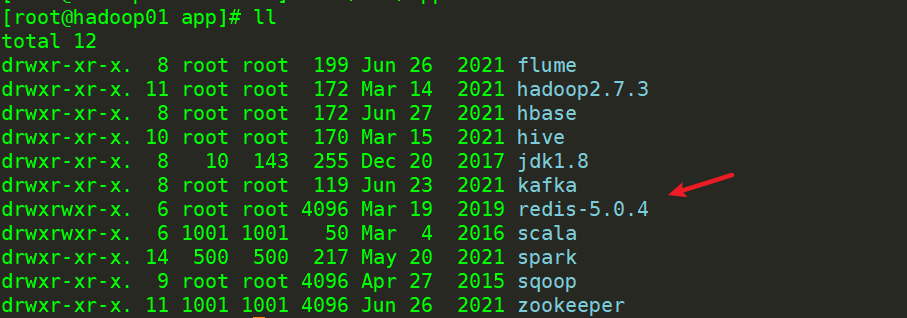 [root@hadoop01 app]# ll
total 12
drwxr-xr-x.  8 root root  199 Jun 26  2021 flume
drwxr-xr-x. 11 root root  172 Mar 14  2021 hadoop2.7.3
drwxr-xr-x.  8 root root  172 Jun 27  2021 hbase
drwxr-xr-x. 10 root root  170 Mar 15  2021 hive
drwxr-xr-x.  8   10  143  255 Dec 20  2017 jdk1.8
drwxr-xr-x.  8 root root  119 Jun 23  2021 kafka
drwxrwxr-x.  6 root root 4096 Mar 19  2019 redis-5.0.4
drwxrwxr-x.  6 1001 1001   50 Mar  4  2016 scala
drwxr-xr-x. 14  500  500  217 May 20  2021 spark
drwxr-xr-x.  9 root root 4096 Apr 27  2015 sqoop
drwxr-xr-x. 11 1001 1001 4096 Jun 26  2021 zookeeper